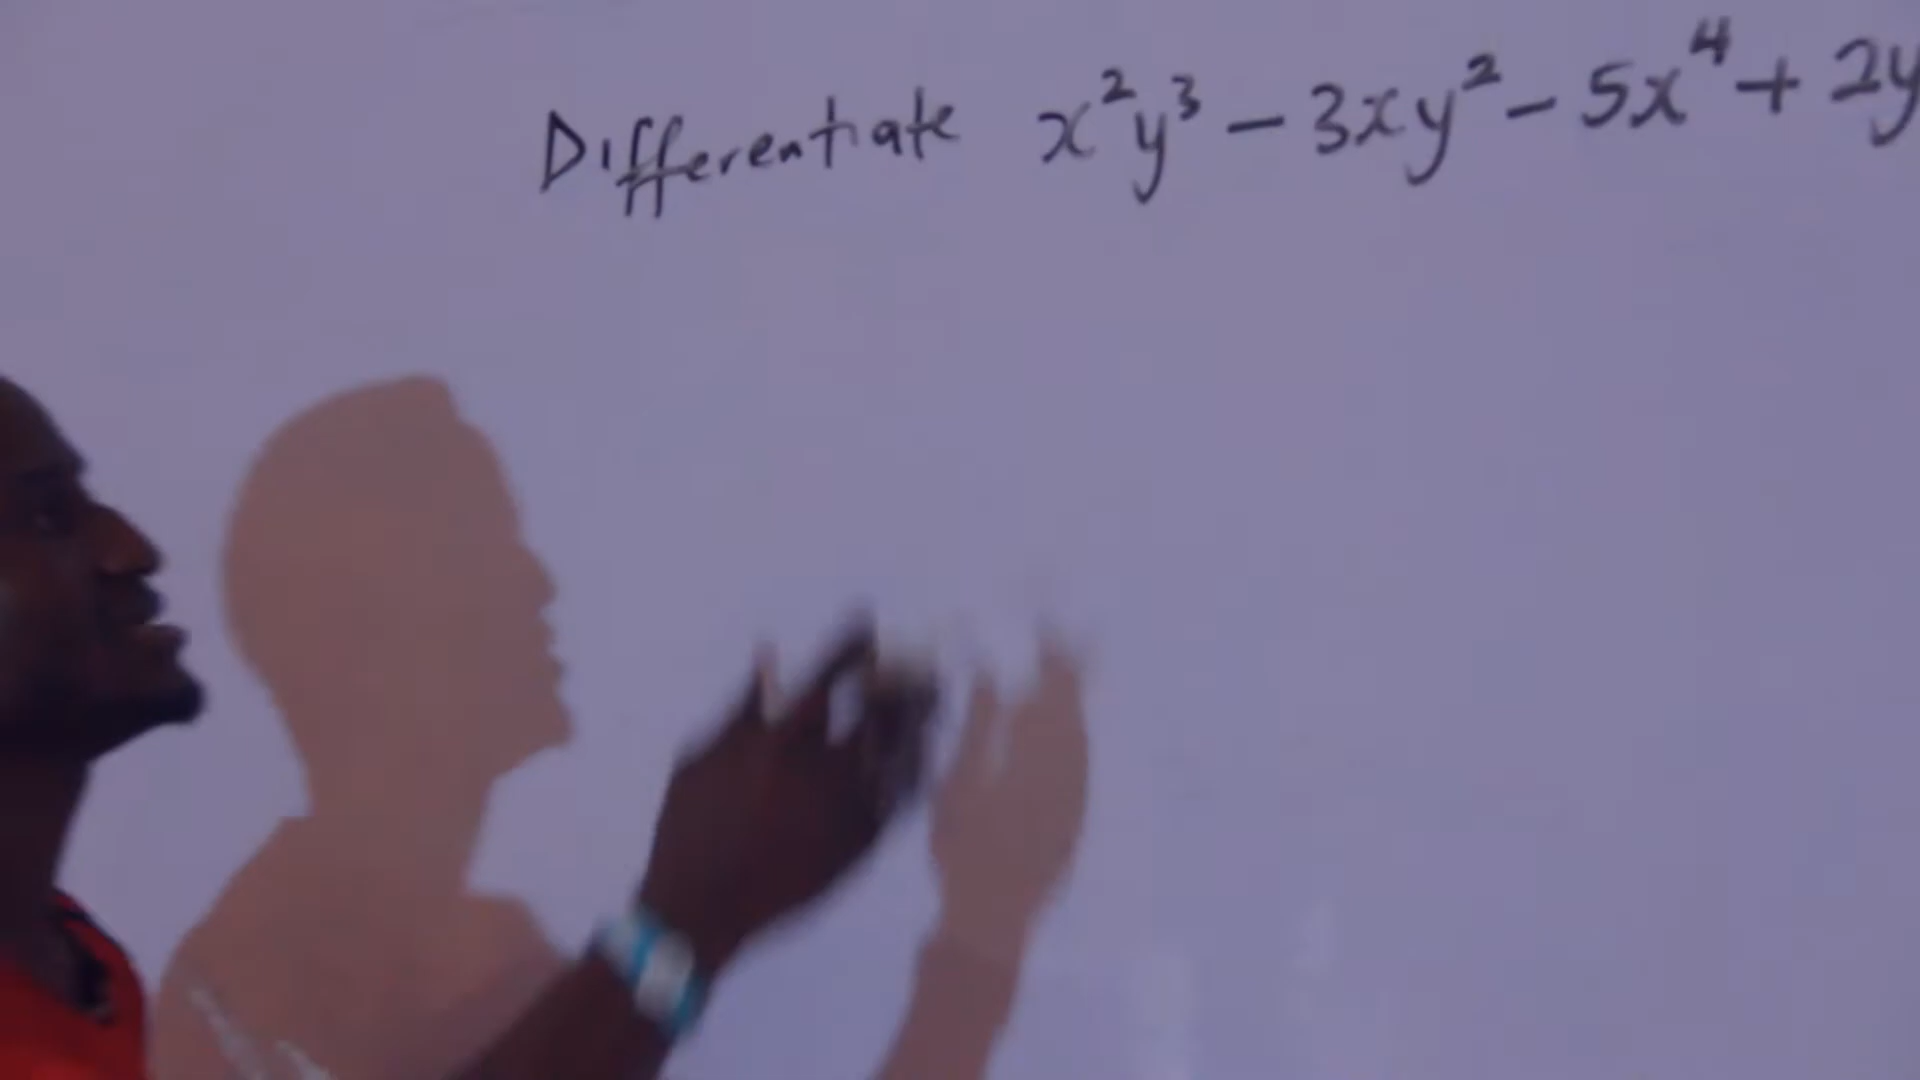 Differentiate x²y³ - 3xy² - 5x⁴ + 2y